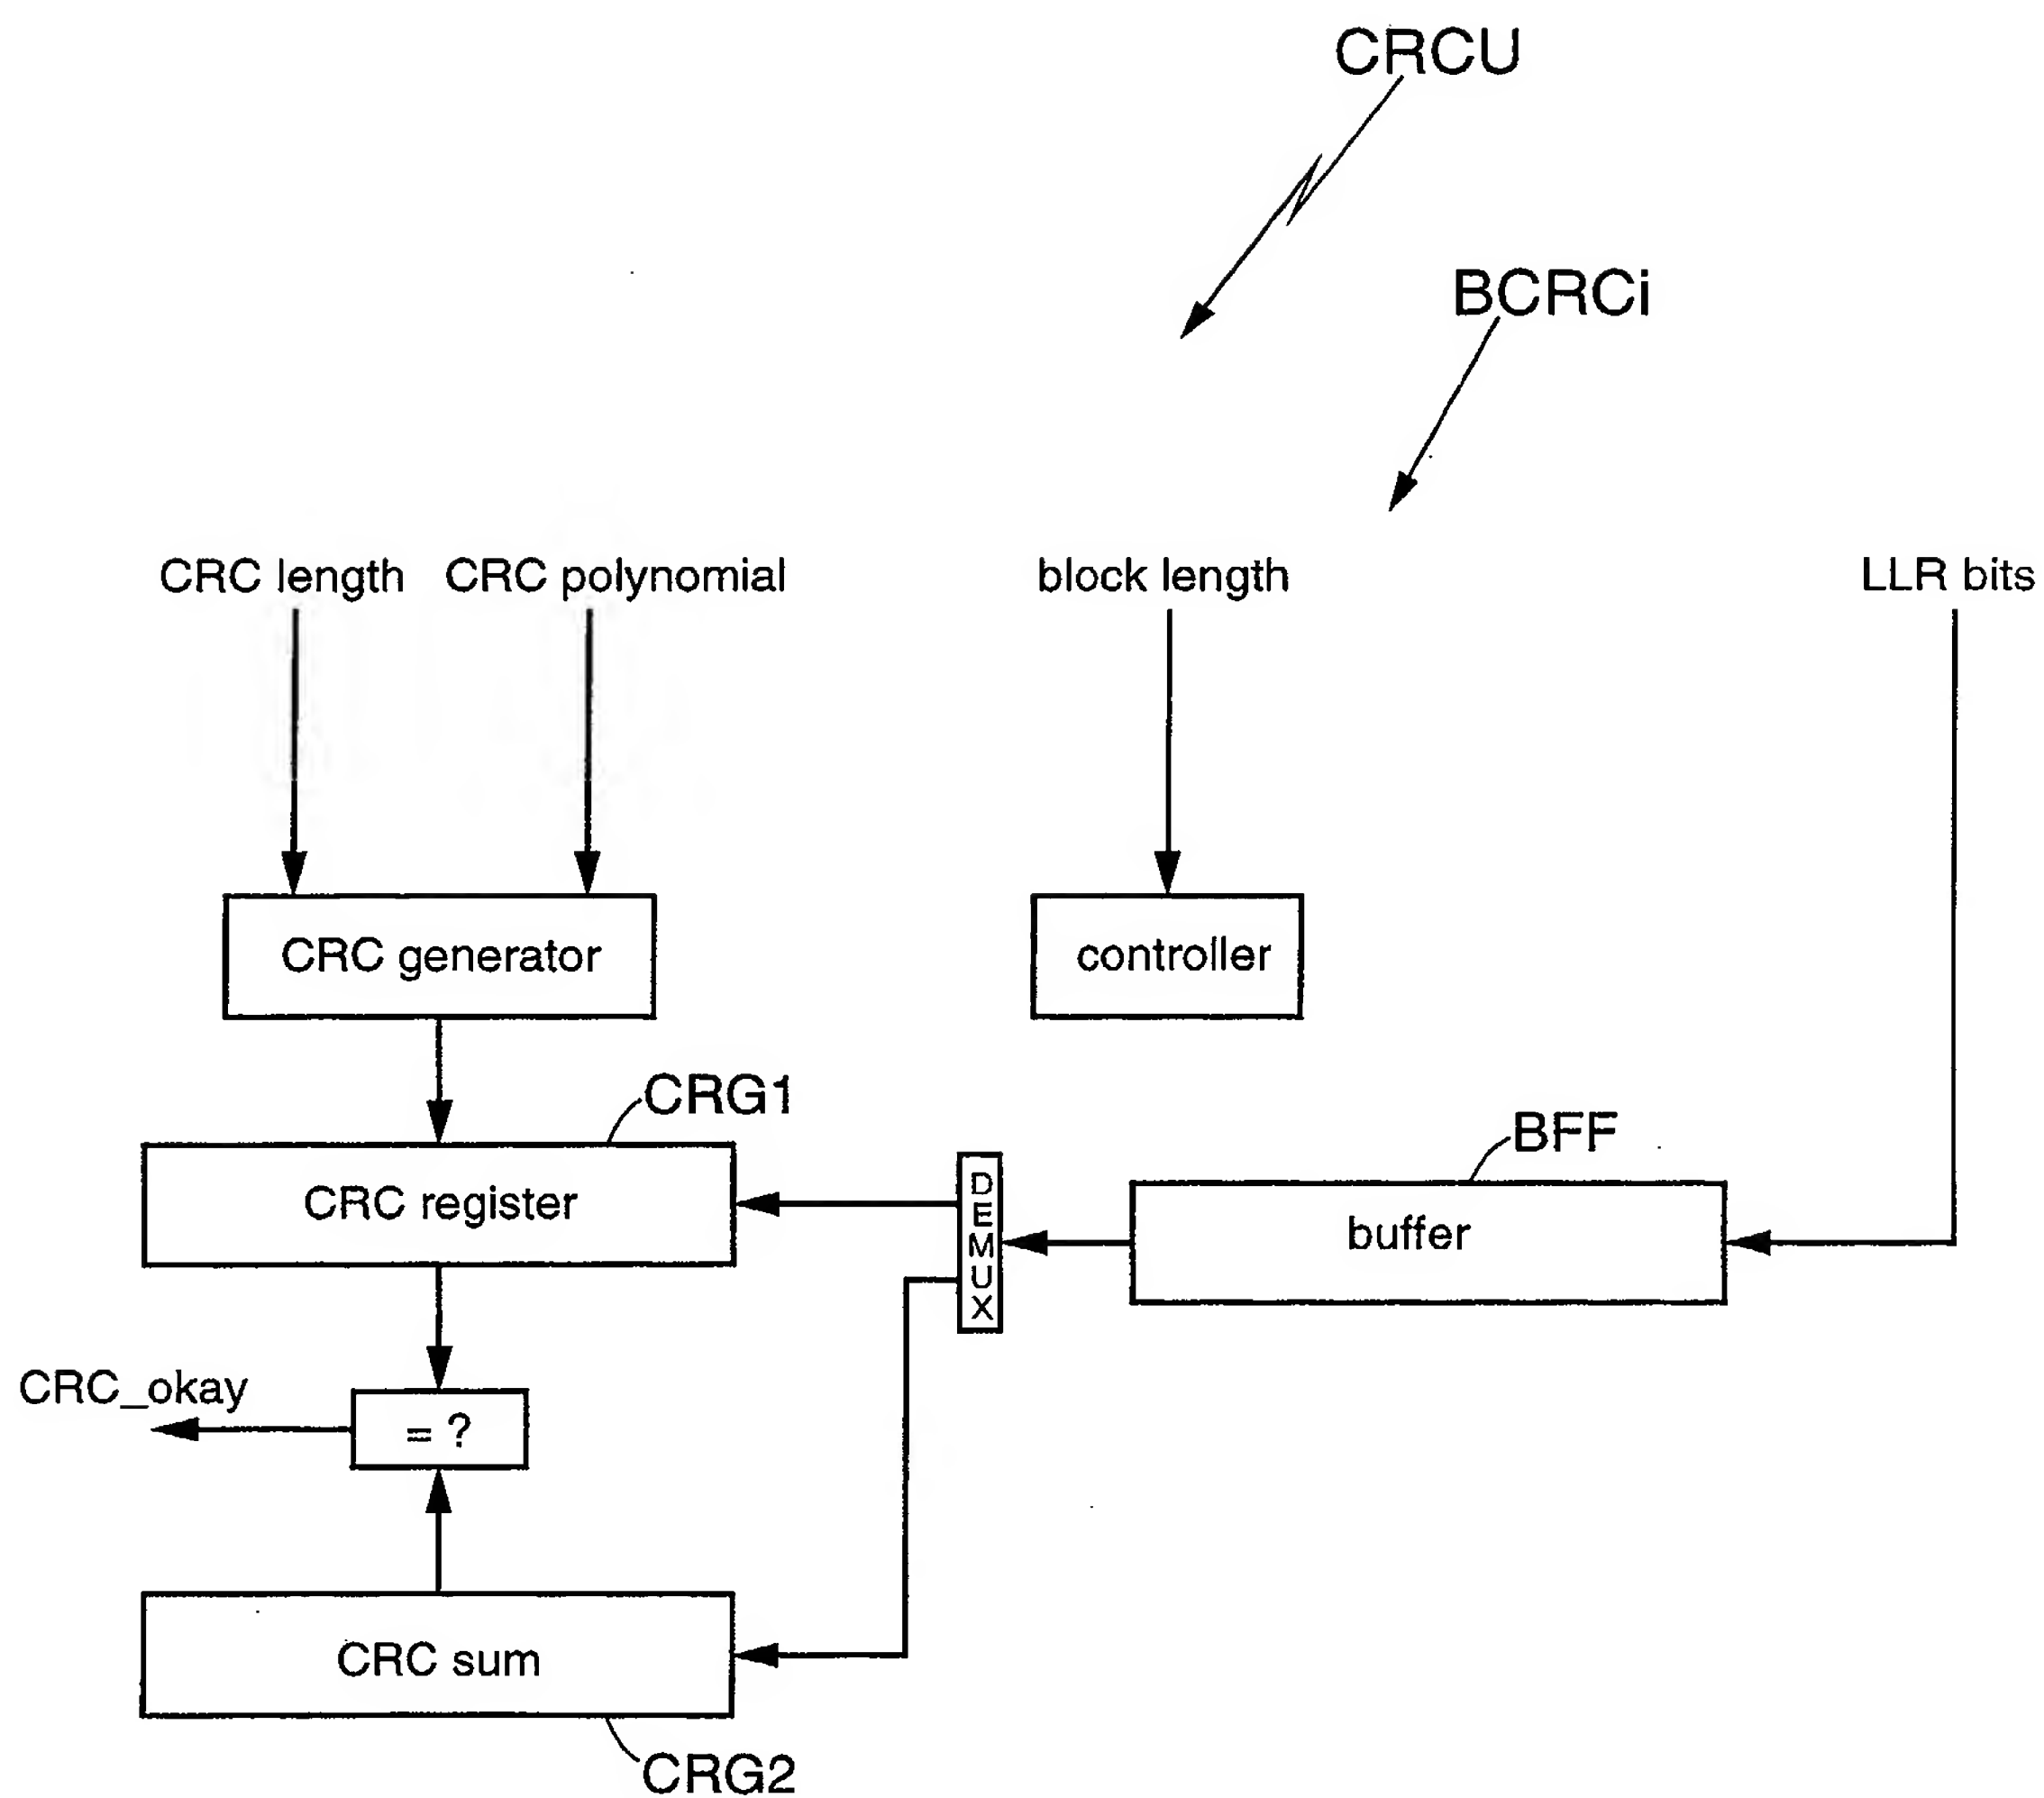 CRCU
BCRCi
CRC length CRC polynomial block length LLR bits
CRC generator controller
CRG1
BFF
CRC register
DEMUX
buffer
CRC_okay
= ?
CRC sum
CRG2